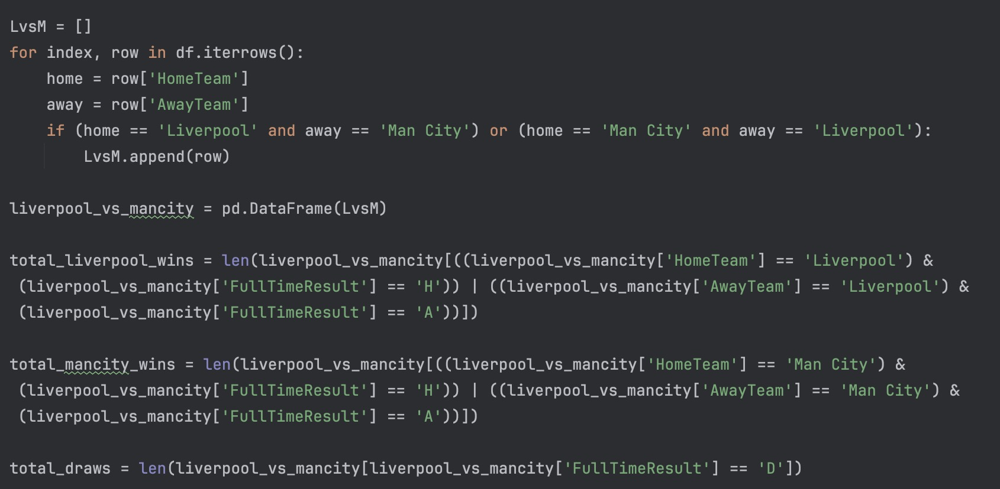 LvsM = []
for index, row in df.iterrows():
    home = row['HomeTeam']
    away = row['AwayTeam']
    if (home == 'Liverpool' and away == 'Man City') or (home == 'Man City' and away == 'Liverpool'):
        LvsM.append(row)

liverpool_vs_mancity = pd.DataFrame(LvsM)

total_liverpool_wins = len(liverpool_vs_mancity[((liverpool_vs_mancity['HomeTeam'] == 'Liverpool') &
 (liverpool_vs_mancity['FullTimeResult'] == 'H')) | ((liverpool_vs_mancity['AwayTeam'] == 'Liverpool') &
 (liverpool_vs_mancity['FullTimeResult'] == 'A'))])

total_mancity_wins = len(liverpool_vs_mancity[((liverpool_vs_mancity['HomeTeam'] == 'Man City') &
 (liverpool_vs_mancity['FullTimeResult'] == 'H')) | ((liverpool_vs_mancity['AwayTeam'] == 'Man City') &
 (liverpool_vs_mancity['FullTimeResult'] == 'A'))])

total_draws = len(liverpool_vs_mancity[liverpool_vs_mancity['FullTimeResult'] == 'D'])